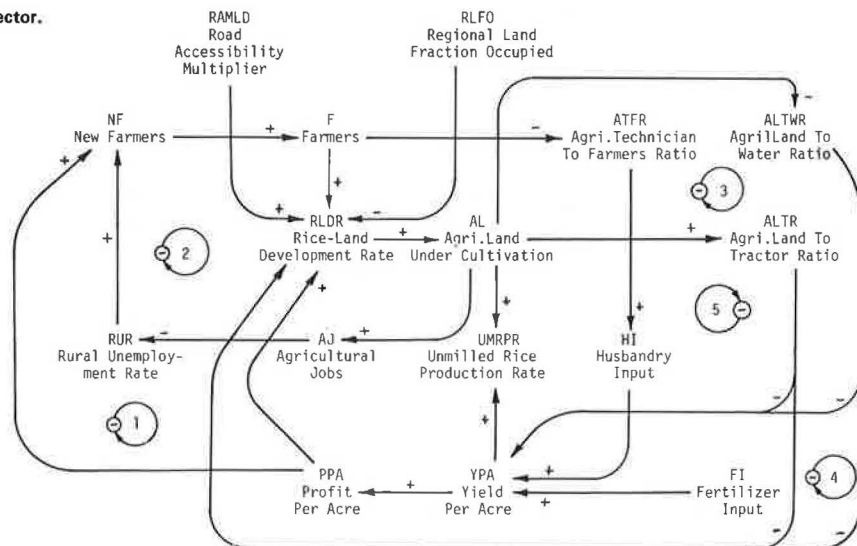 ector.
RAMLD
Road
Accessibility
Multiplier
RLFO
Regional Land
Fraction Occupied
NF
New Farmers
+
F
Farmers
-
ATFR
Agri.Technician
To Farmers Ratio
-
ALTWR
AgrilLand To
Water Ratio
+
+
+
-
3
RLDR
Rice-Land
Development Rate
+
AL
Agri.Land
Under Cultivation
+
ALTR
Agri.Land To
Tractor Ratio
+
2
+
+
+
5
RUR
Rural Unemploy-
ment Rate
-
AJ
Agricultural
Jobs
+
UMRPR
Unmilled Rice
Production Rate
HI
Husbandry
Input
1
+
-
-
PPA
Profit
Per Acre
+
YPA
Yield
Per Acre
+
+
FI
Fertilizer
Input
4
-
-